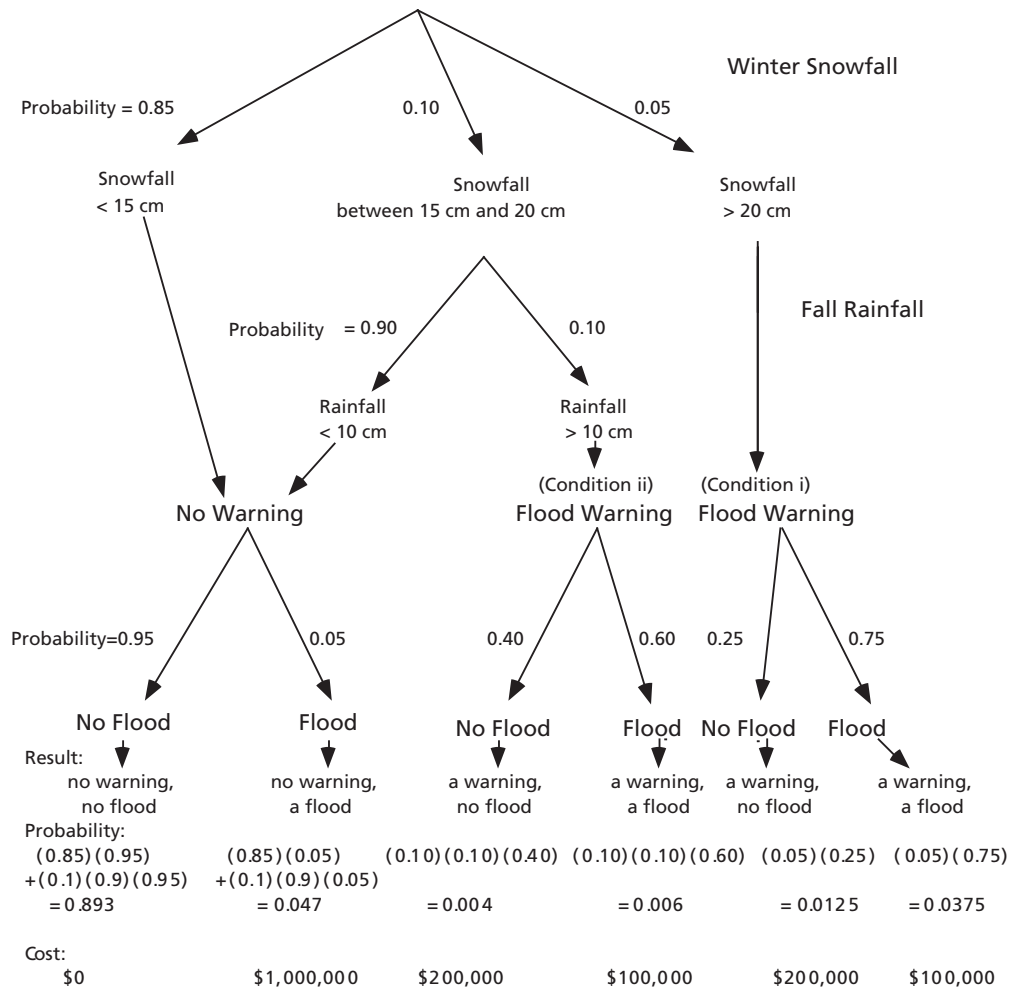 Winter Snowfall
Probability = 0.85 0.10 0.05
Snowfall
< 15 cm
Snowfall
between 15 cm and 20 cm
Snowfall
> 20 cm
Fall Rainfall
Probability = 0.90 0.10
Rainfall
< 10 cm
Rainfall
> 10 cm
(Condition ii) (Condition i)
No Warning Flood Warning Flood Warning
Probability=0.95 0.05 0.40 0.60 0.25 0.75
No Flood Flood No Flood Flood No Flood Flood
Result:
no warning, no warning, a warning, a warning, a warning, a warning,
no flood a flood no flood a flood no flood a flood
Probability:
(0.85)(0.95) (0.85)(0.05) (0.10)(0.10)(0.40) (0.10)(0.10)(0.60) (0.05)(0.25) (0.05)(0.75)
+(0.1)(0.9)(0.95) +(0.1)(0.9)(0.05)
=0.893 =0.047 =0.004 =0.006 =0.0125 =0.0375
Cost:
$0 $1,000,000 $200,000 $100,000 $200,000 $100,000